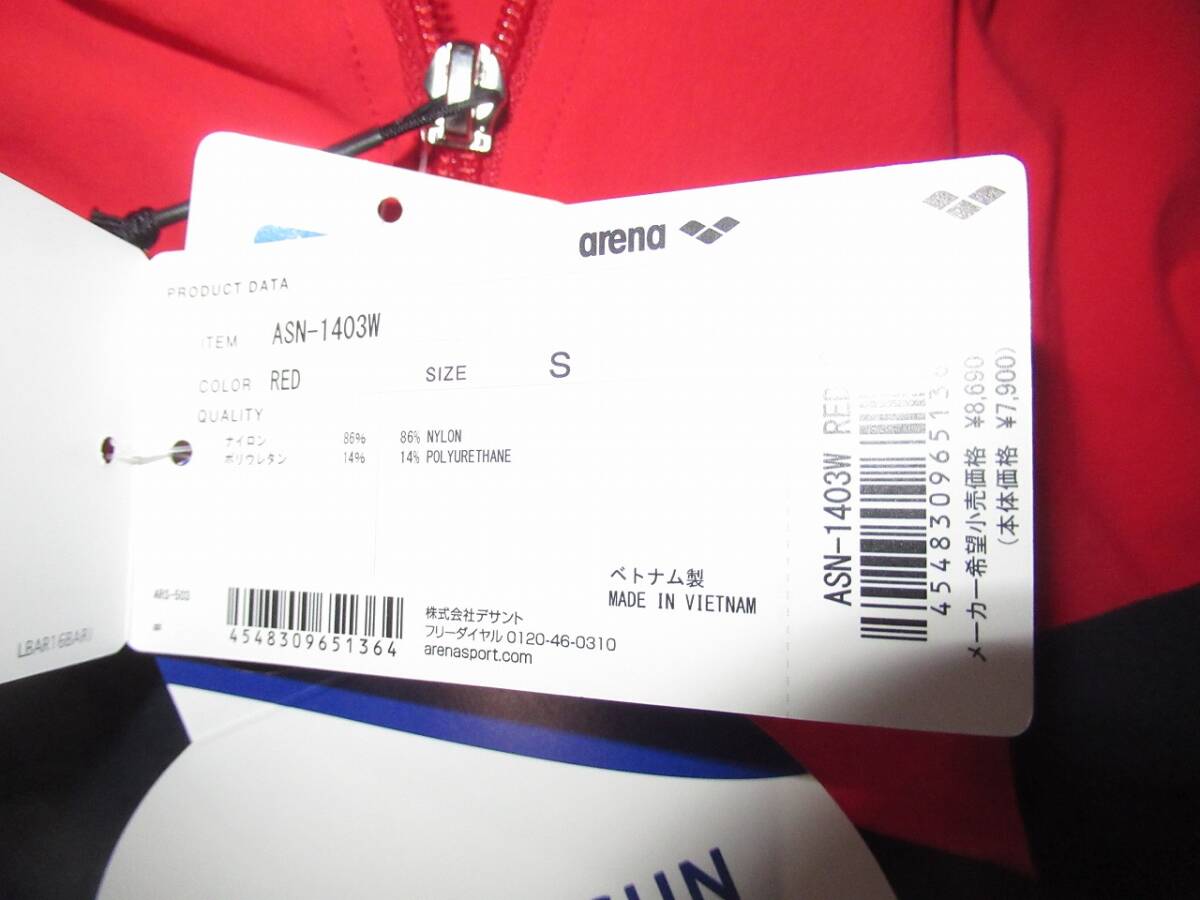 arena
PRODUCT DATA
ITEM ASN-1403W
COLOR RED SIZE S
QUALITY
ナイロン 86% 86% NYLON
ポリウレタン 14% 14% POLYURETHANE
ベトナム製
MADE IN VIETNAM
ARS-503
4548309651364
株式会社デサント
フリーダイヤル 0120-46-0310
arenasport.com
ASN-1403W RED
454830965136
メーカー希望小売価格 ¥8,690
(本体価格 ¥7,900)
LBAR16BAR1